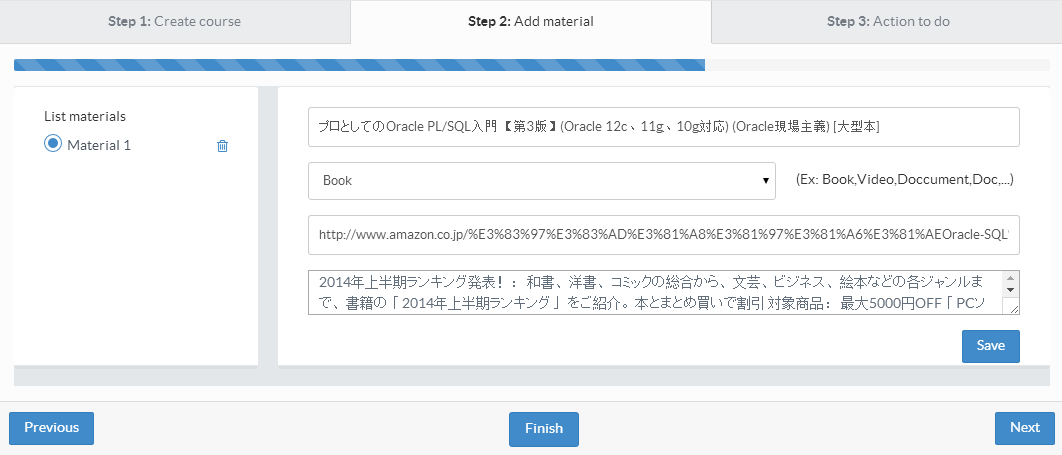 Step 1: Create course
Step 2: Add material
Step 3: Action to do
List materials
Material 1
プロとしてのOracle PL/SQL入門 【第3版】(Oracle 12c、11g、10g対応) (Oracle現場主義) [大型本]
Book
(Ex: Book,Video,Doccument,Doc,...)
http://www.amazon.co.jp/%E3%83%97%E3%83%AD%E3%81%A8%E3%81%97%E3%81%A6%E3%81%AEOracle-SQL
2014年上半期ランキング発表！： 和書、洋書、コミックの総合から、文芸、ビジネス、絵本などの各ジャンルま
で、書籍の「2014年上半期ランキング」をご紹介。本とまとめ買いで割引 対象商品： 最大5000円OFF「PCソ
Save
Previous
Finish
Next